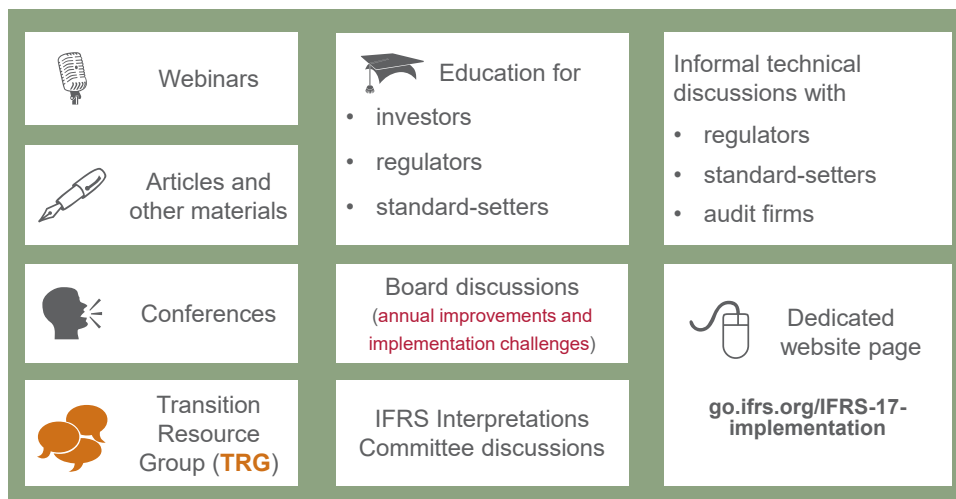 Webinars
Articles and
other materials
Conferences
Transition
Resource
Group (TRG)
Education for
• investors
• regulators
• standard-setters
Board discussions
(annual improvements and
implementation challenges)
IFRS Interpretations
Committee discussions
Informal technical
discussions with
• regulators
• standard-setters
• audit firms
Dedicated
website page
go.ifrs.org/IFRS-17-
implementation